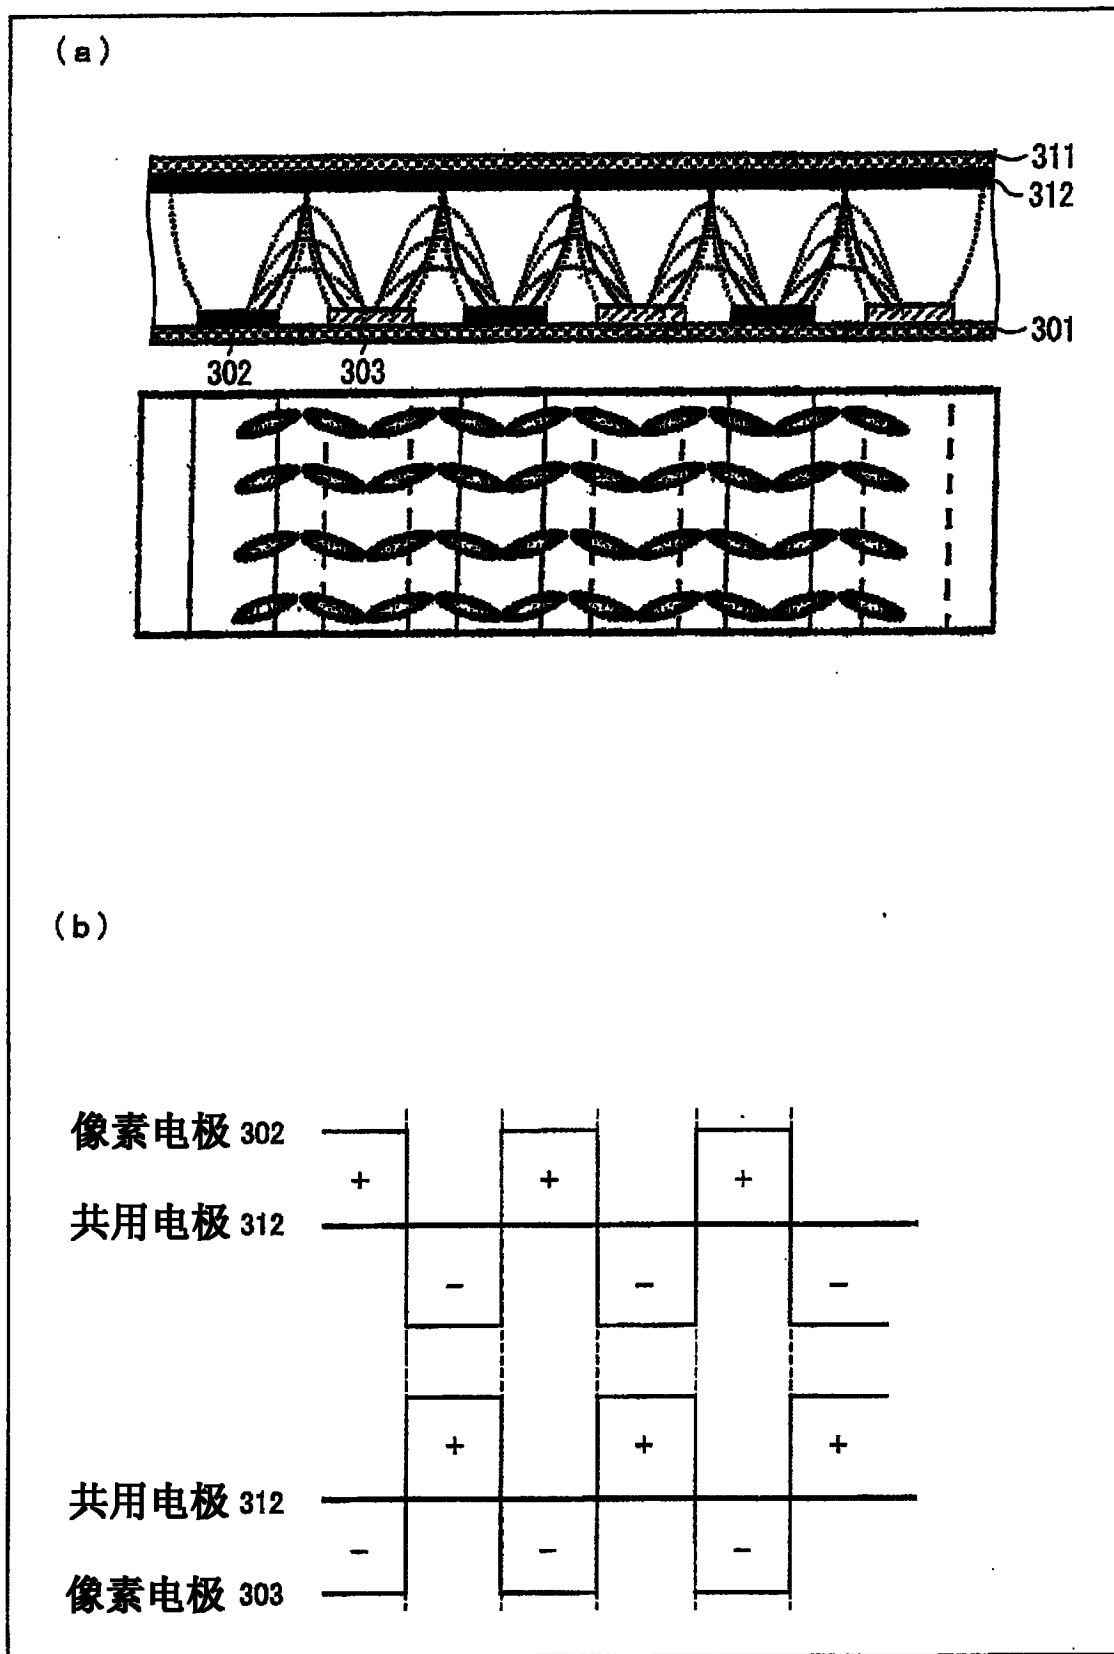 (a)
311
312
301
302 303
(b)
像素电极 302
+ + +
共用电极 312
- - -
+ + +
共用电极 312
- - -
像素电极 303